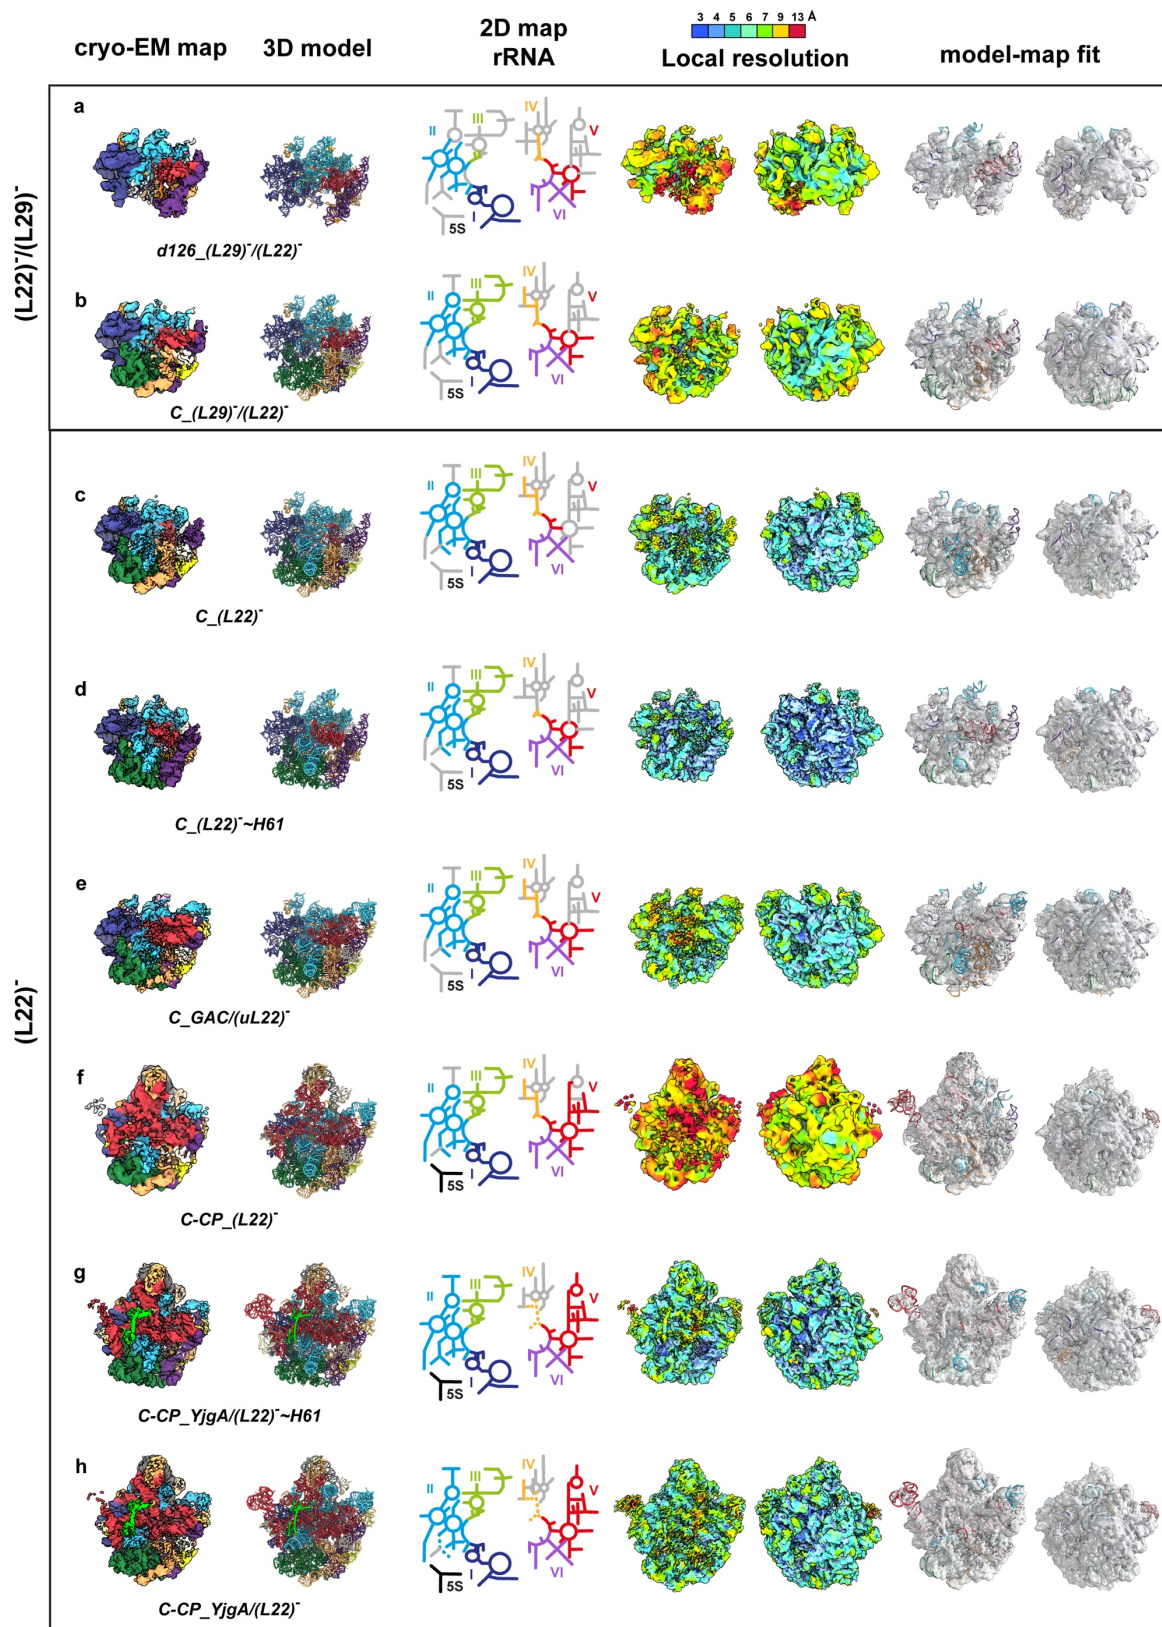 3 4 5 6 7 9 13 Å
cryo-EM map 3D model 2D map rRNA Local resolution model-map fit
(L22)⁻/(L29)⁻
a
II III IV V 5S I VI
d126_(L29)⁻/(L22)⁻
b
II III IV V 5S I VI
C_(L29)⁻/(L22)⁻
(L22)⁻
c
II III IV V 5S I VI
C_(L22)⁻
d
II III IV V 5S I VI
C_(L22)⁻~H61
e
II III IV V 5S I VI
C_GAC/(uL22)⁻
f
II III IV V 5S I VI
C-CP_(L22)⁻
g
II III IV V 5S I VI
C-CP_YjgA/(L22)⁻~H61
h
II III IV V 5S I VI
C-CP_YjgA/(L22)⁻